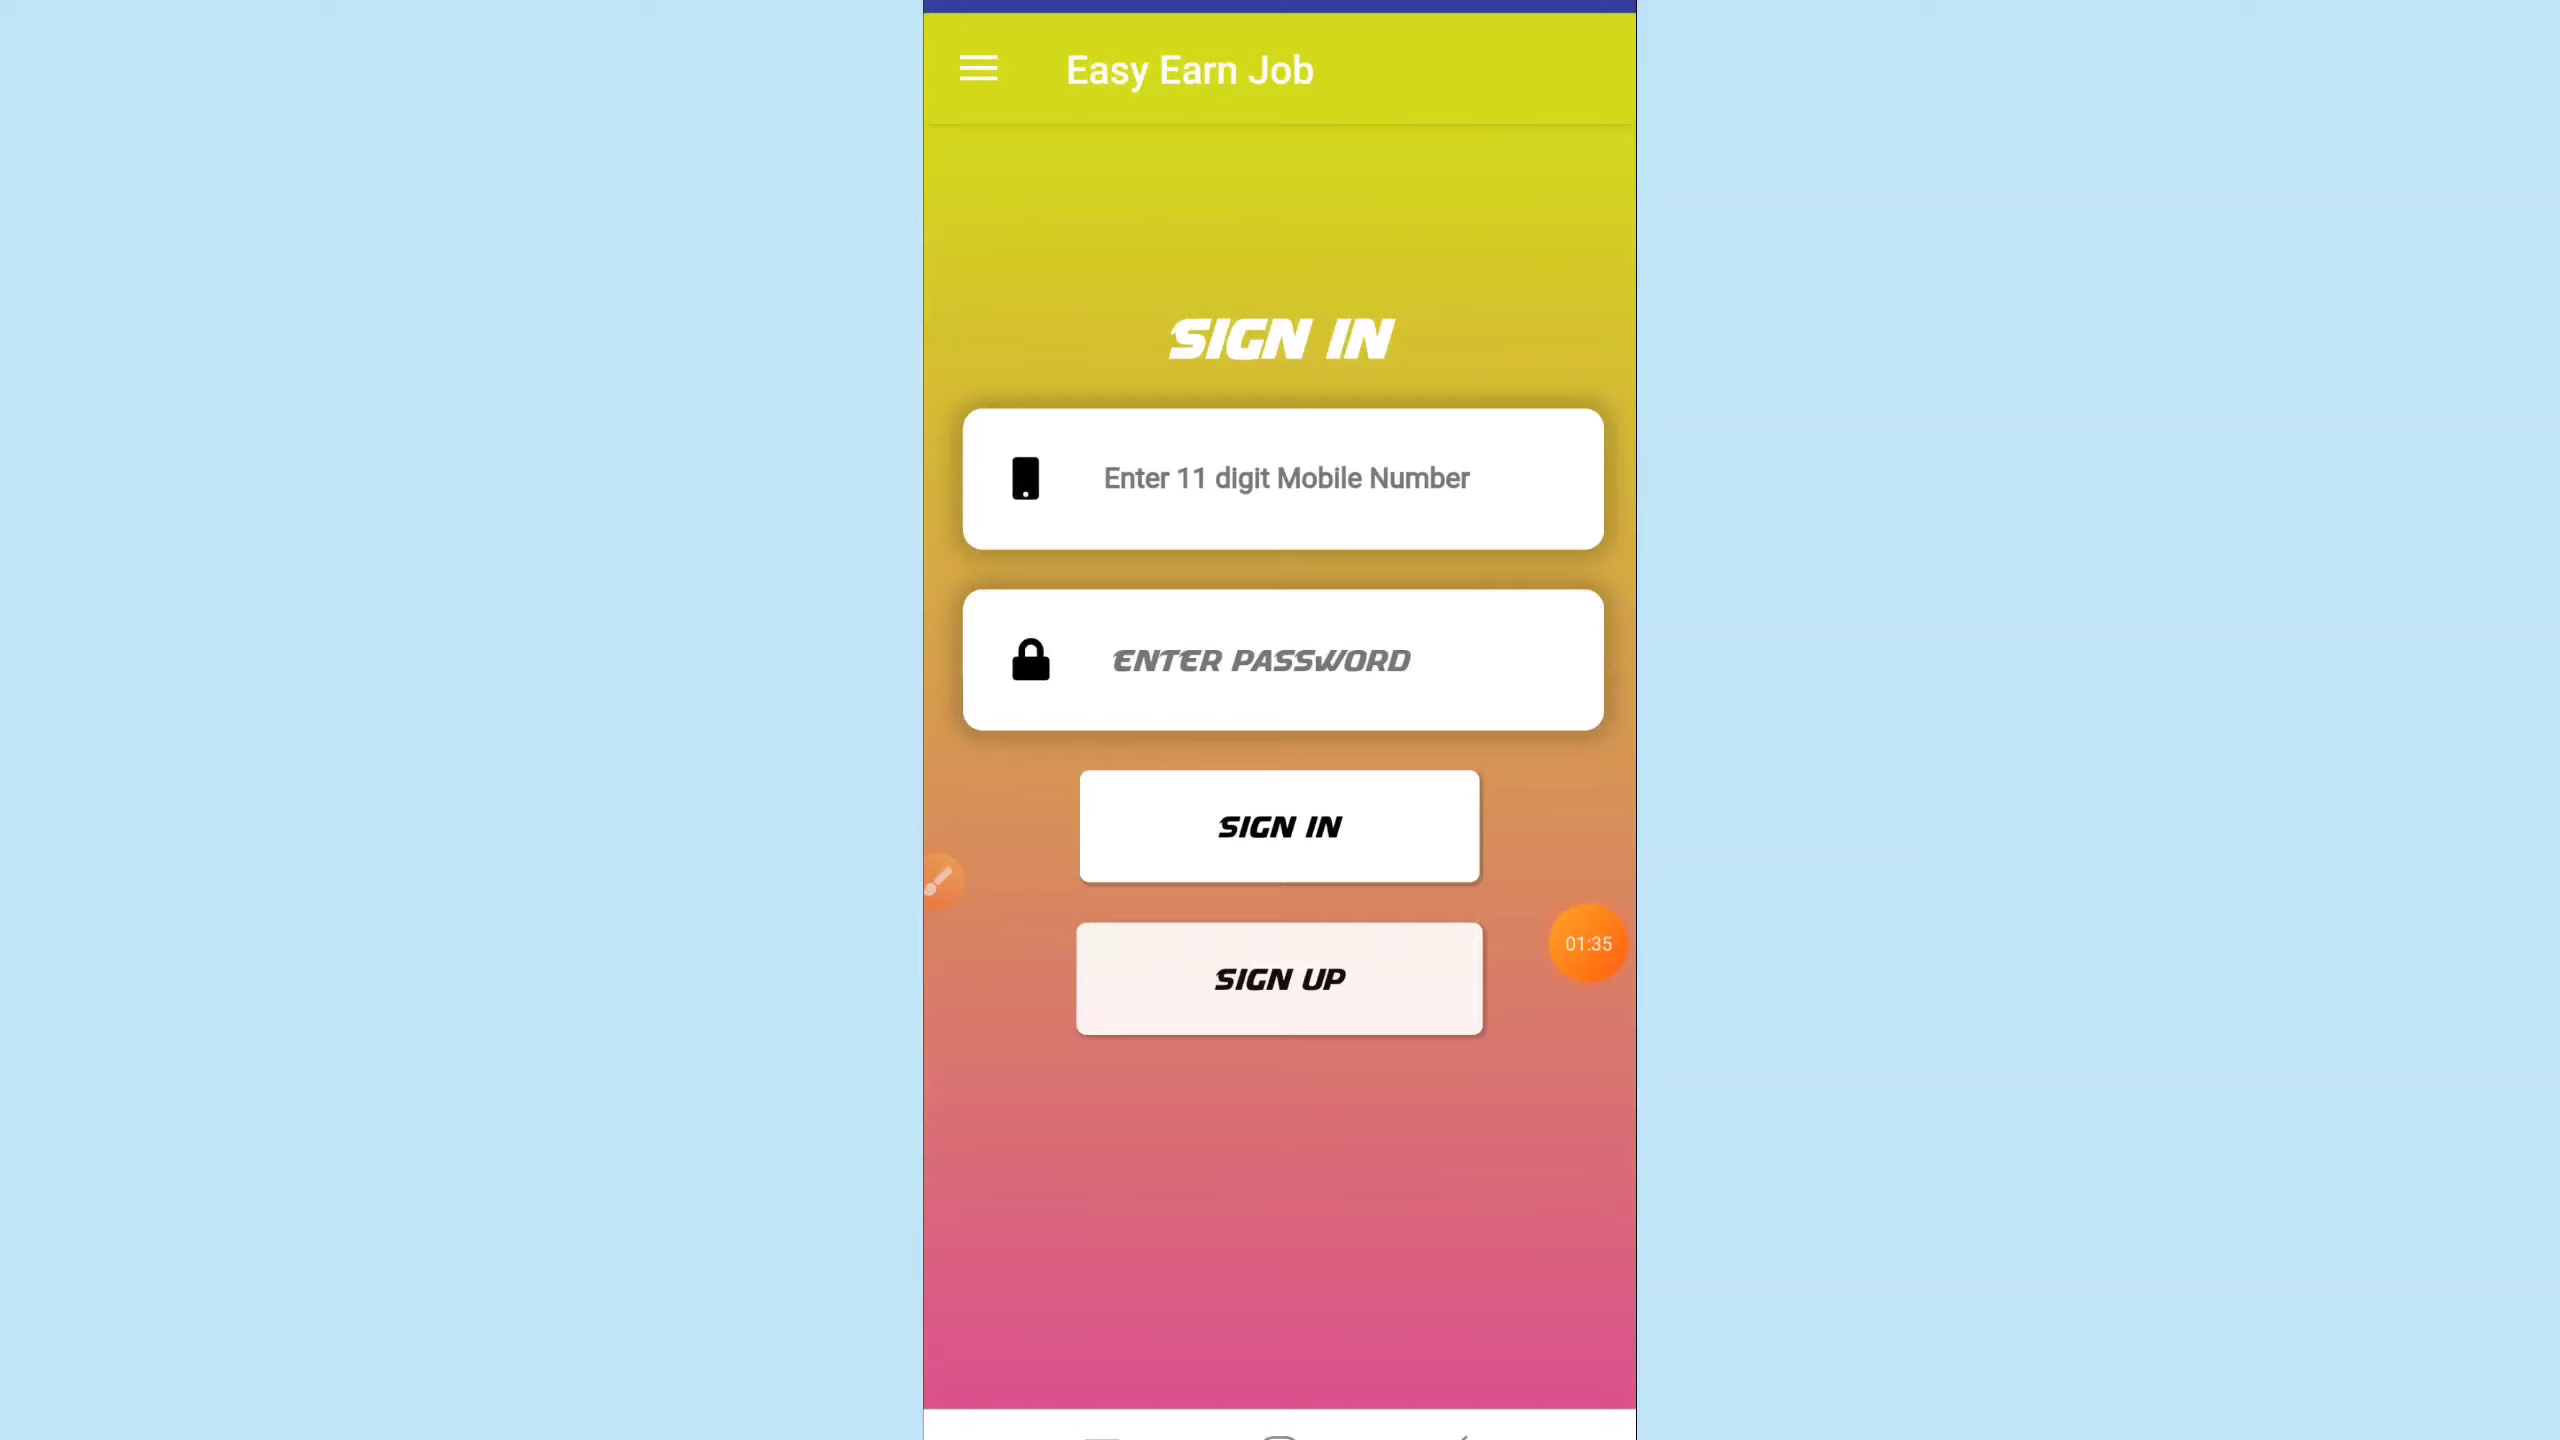 Easy Earn Job
SIGN IN
Enter 11 digit Mobile Number
ENTER PASSWORD
SIGN IN
SIGN UP
01:35